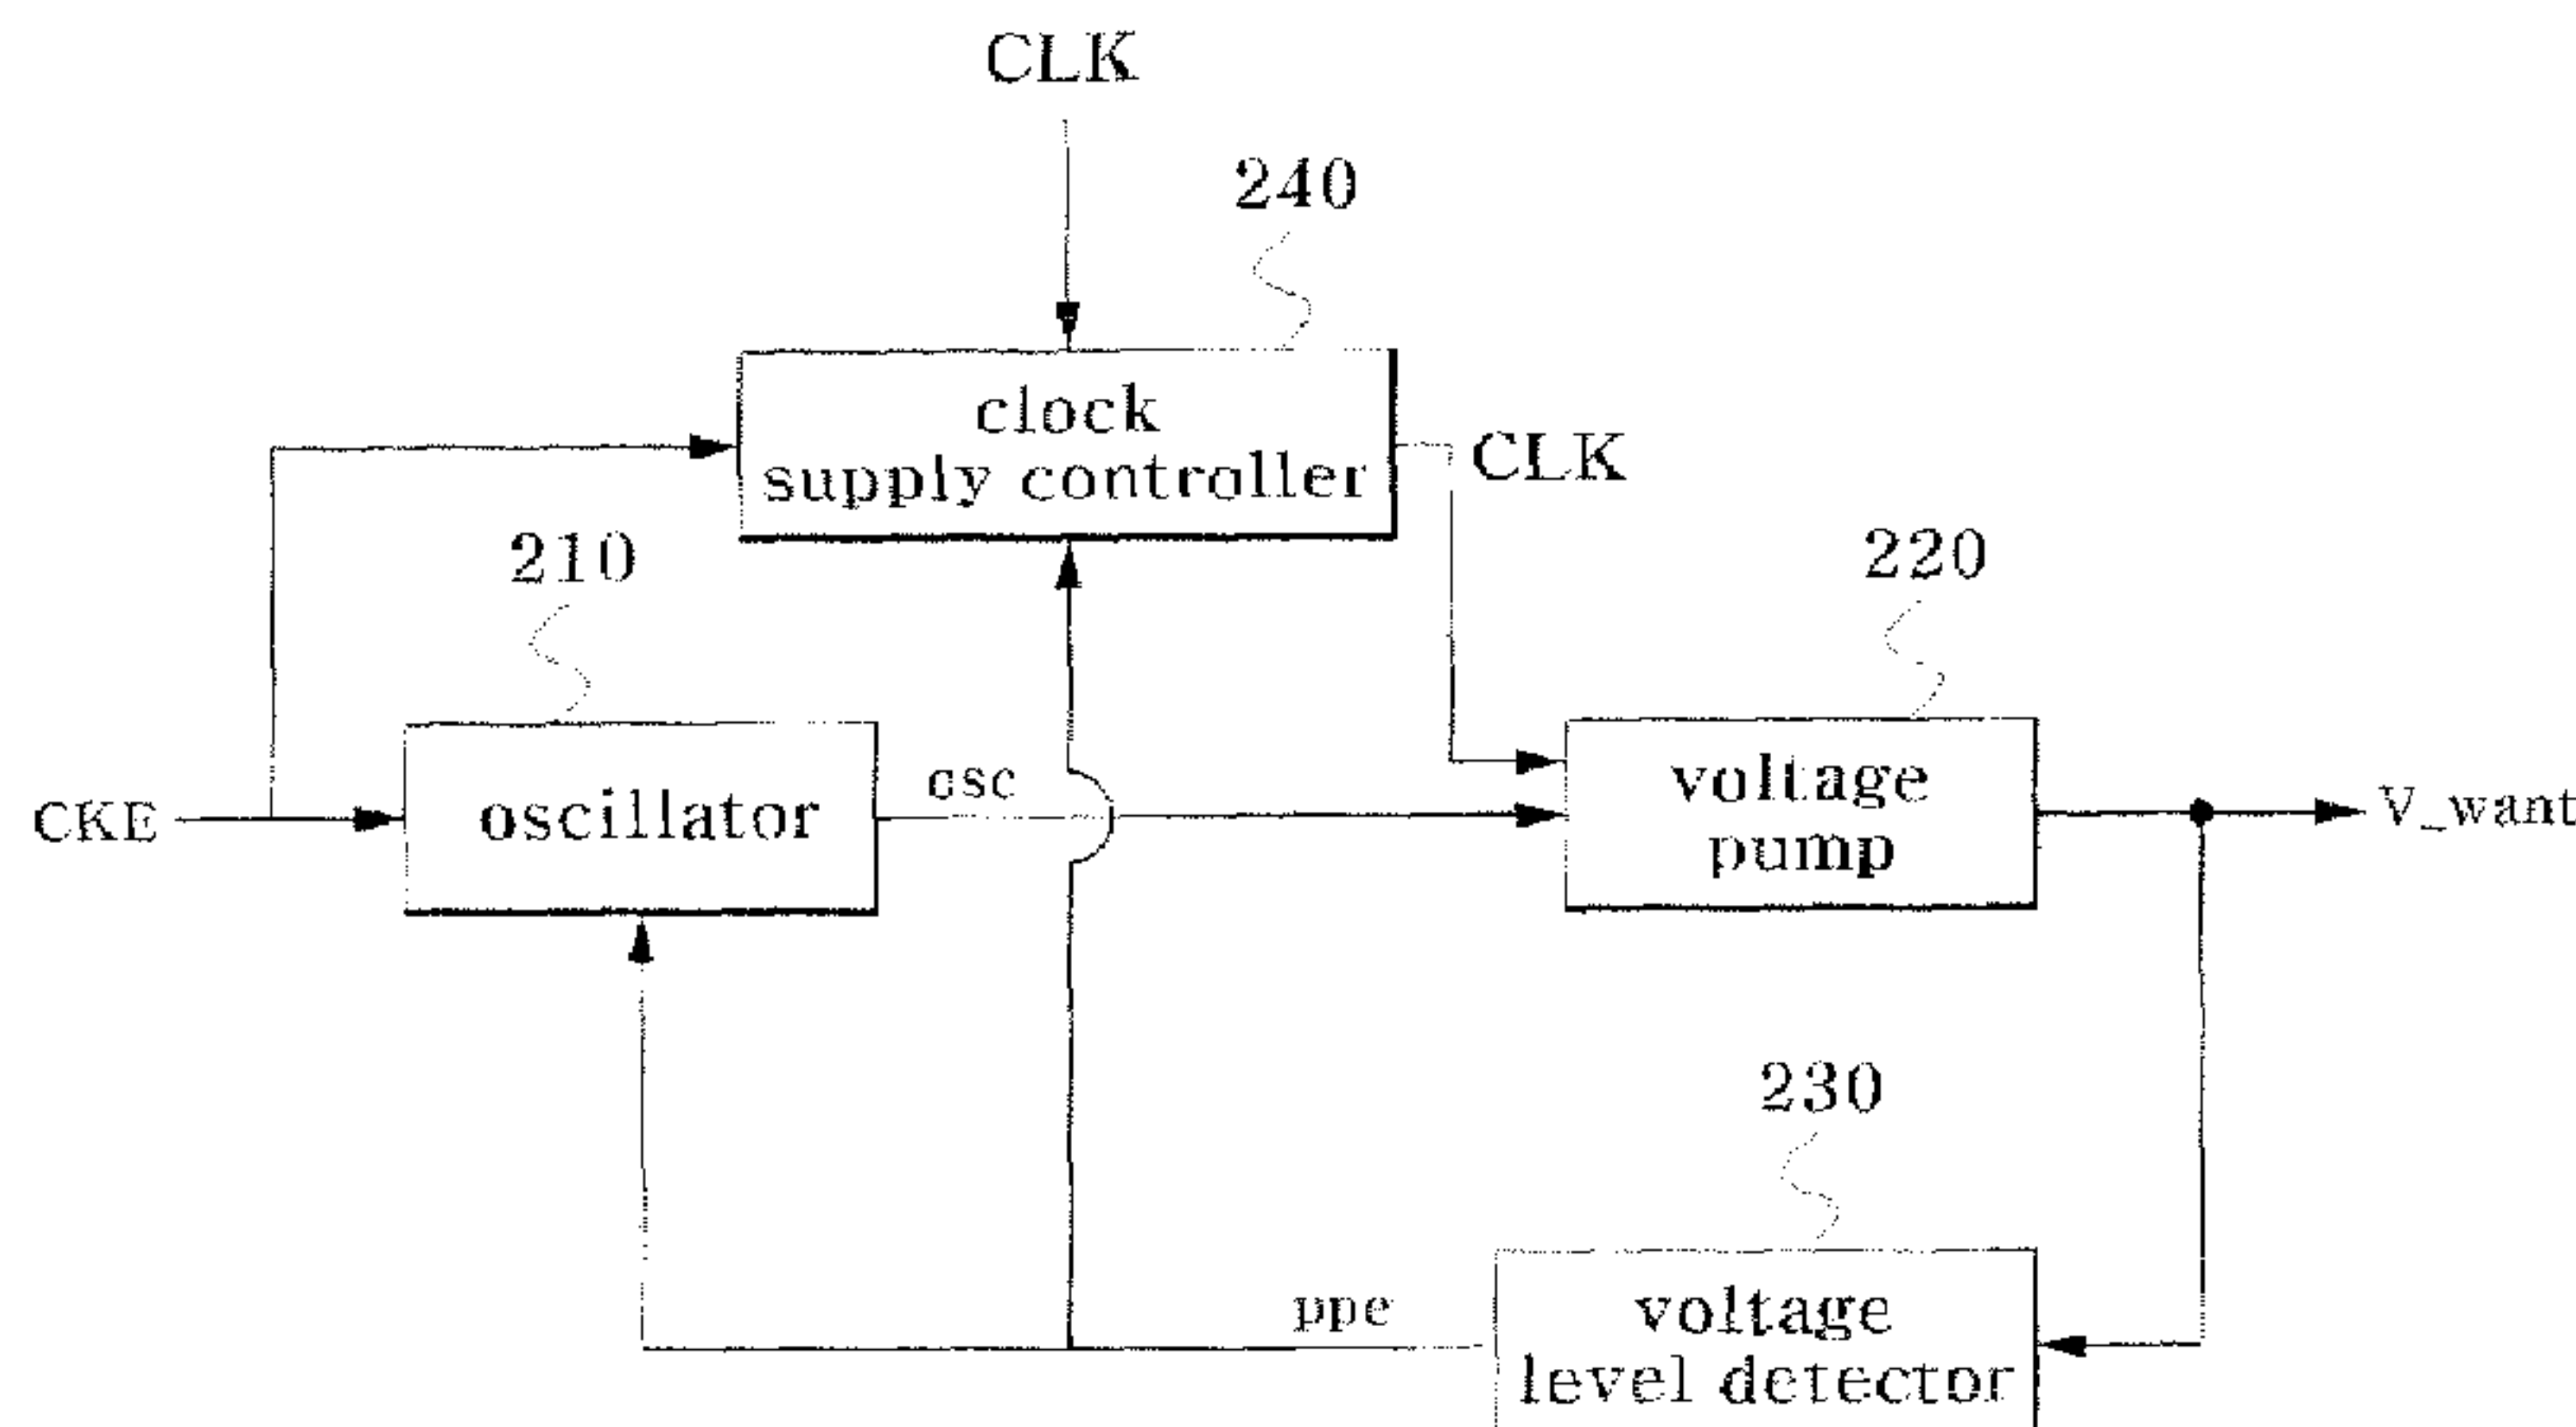 CLK
240
clock
supply controller
CLK
210
220
CKE
oscillator
osc
voltage
pump
V_want
230
ppe
voltage
level detector